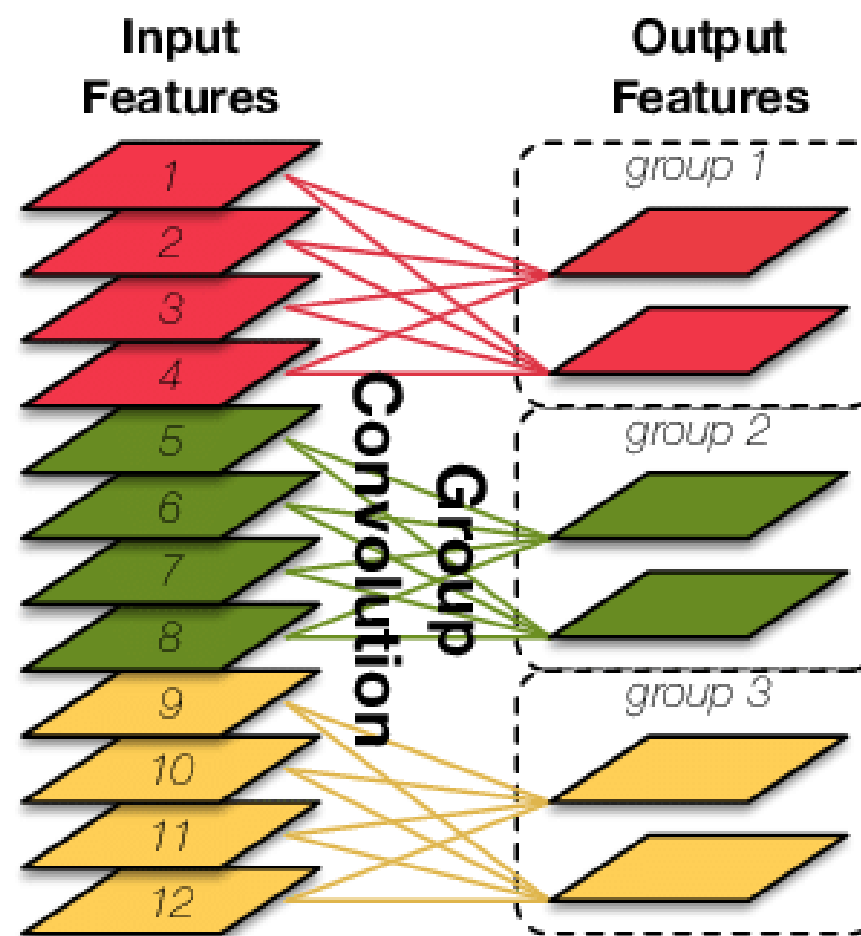 Input
Features
Output
Features
1
2
3
4
5
6
7
8
9
10
11
12
Group
Convolution
group 1
group 2
group 3